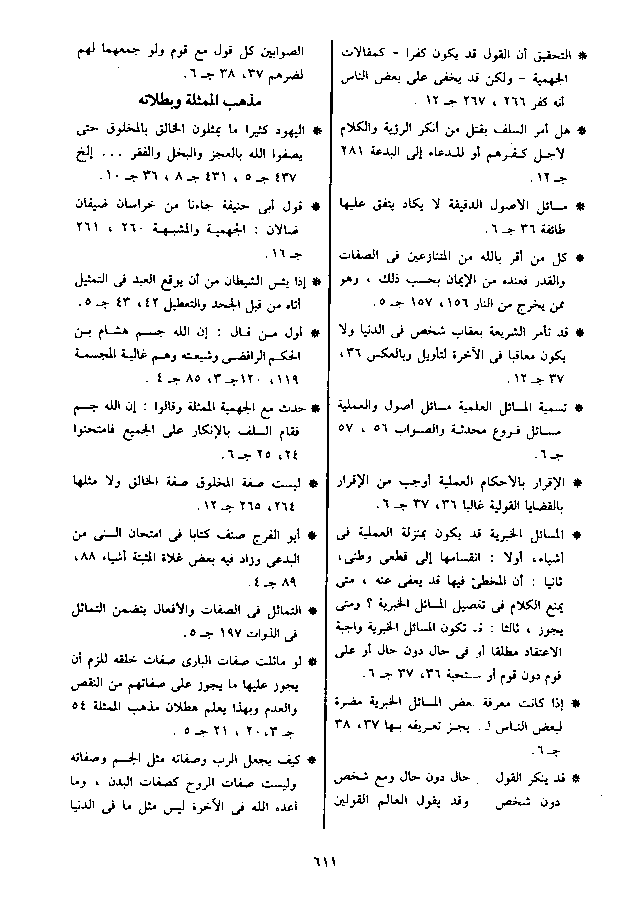 * التحقيق أن القول قد يكون كفرا - كمقالات
الجهمية - ولكن قد يخفى على بعض الناس
أنه كفر ٢٦٦ ، ٢٦٧ جـ ١٢ .
* هل أمر السلف بقتل من أنكر الرؤية والكلام
لأجل كفرهم أو للدعاء إلى البدعة ٢٨١
جـ ١٢ .
* مسائل الأصول الدقيقة لا يكاد يتفق عليها
طائفة ٣٦ جـ ٦ .
* كل من أقر بالله من المتنازعين فى الصفات
والقدر فعنده من الإيمان بحسب ذلك ، وهو
ممن يخرج من النار ١٥٦ ، ١٥٧ جـ ٥ .
* قد تأمر الشريعة بعقاب شخص فى الدنيا ولا
يكون معاقبا فى الآخرة لتأويل وبالعكس ٣٦ ،
٣٧ جـ ١٢ .
* تسمية المسائل العلمية مسائل أصول والعملية
مسائل فروع محدثة والصواب ٥٦ ، ٥٧
جـ ٦ .
* الإقرار بالأحكام العملية أوجب من الإقرار
بالقضايا القولية غالبا ٣٦ ، ٣٧ جـ ٦ .
* المسائل الخبرية قد يكون بمنزلة العملية فى
أشياء ، أولا : انقسامها إلى قطعى وظنى ،
ثانيا : أن المخطئ فيها قد يعفى عنه ، متى
يمنع الكلام فى تفصيل المسائل الخبرية ؟ ومتى
يجوز ، ثالثا : قد تكون المسائل الخبرية واجبة
الاعتقاد مطلقا أو فى حال دون حال أو على
قوم دون قوم أو مستحبة ٣٦ ، ٣٧ جـ ٦ .
* إذا كانت معرفة بعض المسائل الخبرية مضرة
لبعض الناس لـ يجز تعريفه بها ٣٧ ، ٣٨
جـ ٦ .
* قد ينكر القول حال دون حال ومع شخص
دون شخص وقد يقول العالم القولين
الصوابين كل قول مع قوم ولو جمعهما لهم
لضرهم ٣٧ ، ٣٨ جـ ٦ .
مذهب الممثلة وبطلانه
* اليهود كثيرا ما يمثلون الخالق بالمخلوق حتى
يصفوا الله بالعجز والبخل والفقر ... إلخ
٤٣٧ جـ ٥ ، ٤٣١ جـ ٨ ، ٣٦ جـ ١٠ .
* قول أبى حنيفة جاءنا من خراسان ضيفان
ضالان : الجهمية والمشبهة ٢٦٠ ، ٢٦١
جـ ١٦ .
* إذا يئس الشيطان من أن يوقع العبد فى التمثيل
أتاه من قبل الجحد والتعطيل ٤٢ ، ٤٣ جـ ٥ .
* أول من قال : إن الله جسم هشام بن
الحكم الرافضى وشيعته وهم غالية المجسمة
١١٩ ، ١٢٠ جـ ٣ ، ٨٥ جـ ٤ .
* حدث مع الجهمية الممثلة وقالوا : إن الله جسم
فقام السلف بالإنكار على الجميع فامتحنوا
٢٤ ، ٢٥ جـ ٦ .
* ليست صفة المخلوق صفة الخالق ولا مثلها
٢٦٤ ، ٢٦٥ جـ ١٢ .
* أبو الفرج صنف كتابا فى امتحان السنى من
البدعى وزاد فيه بعض غلاة المثبتة أشياء ٨٨ ،
٨٩ جـ ٤ .
* التماثل فى الصفات والأفعال يتضمن التماثل
فى الذوات ١٩٧ جـ ٥ .
* لو ماثلت صفات البارى صفات خلقه للزم أن
يجوز عليها ما يجوز على صفاتهم من النقص
والعدم وبهذا يعلم هطلان مذهب الممثلة ٥٤
جـ ٣ ، ٢٠ ، ٢١ جـ ٥ .
* كيف يجعل الرب وصفاته مثل الجسم وصفاته
وليست صفات الروح كصفات البدن ، وما
أعده الله فى الآخرة ليس مثل ما فى الدنيا
٦١١